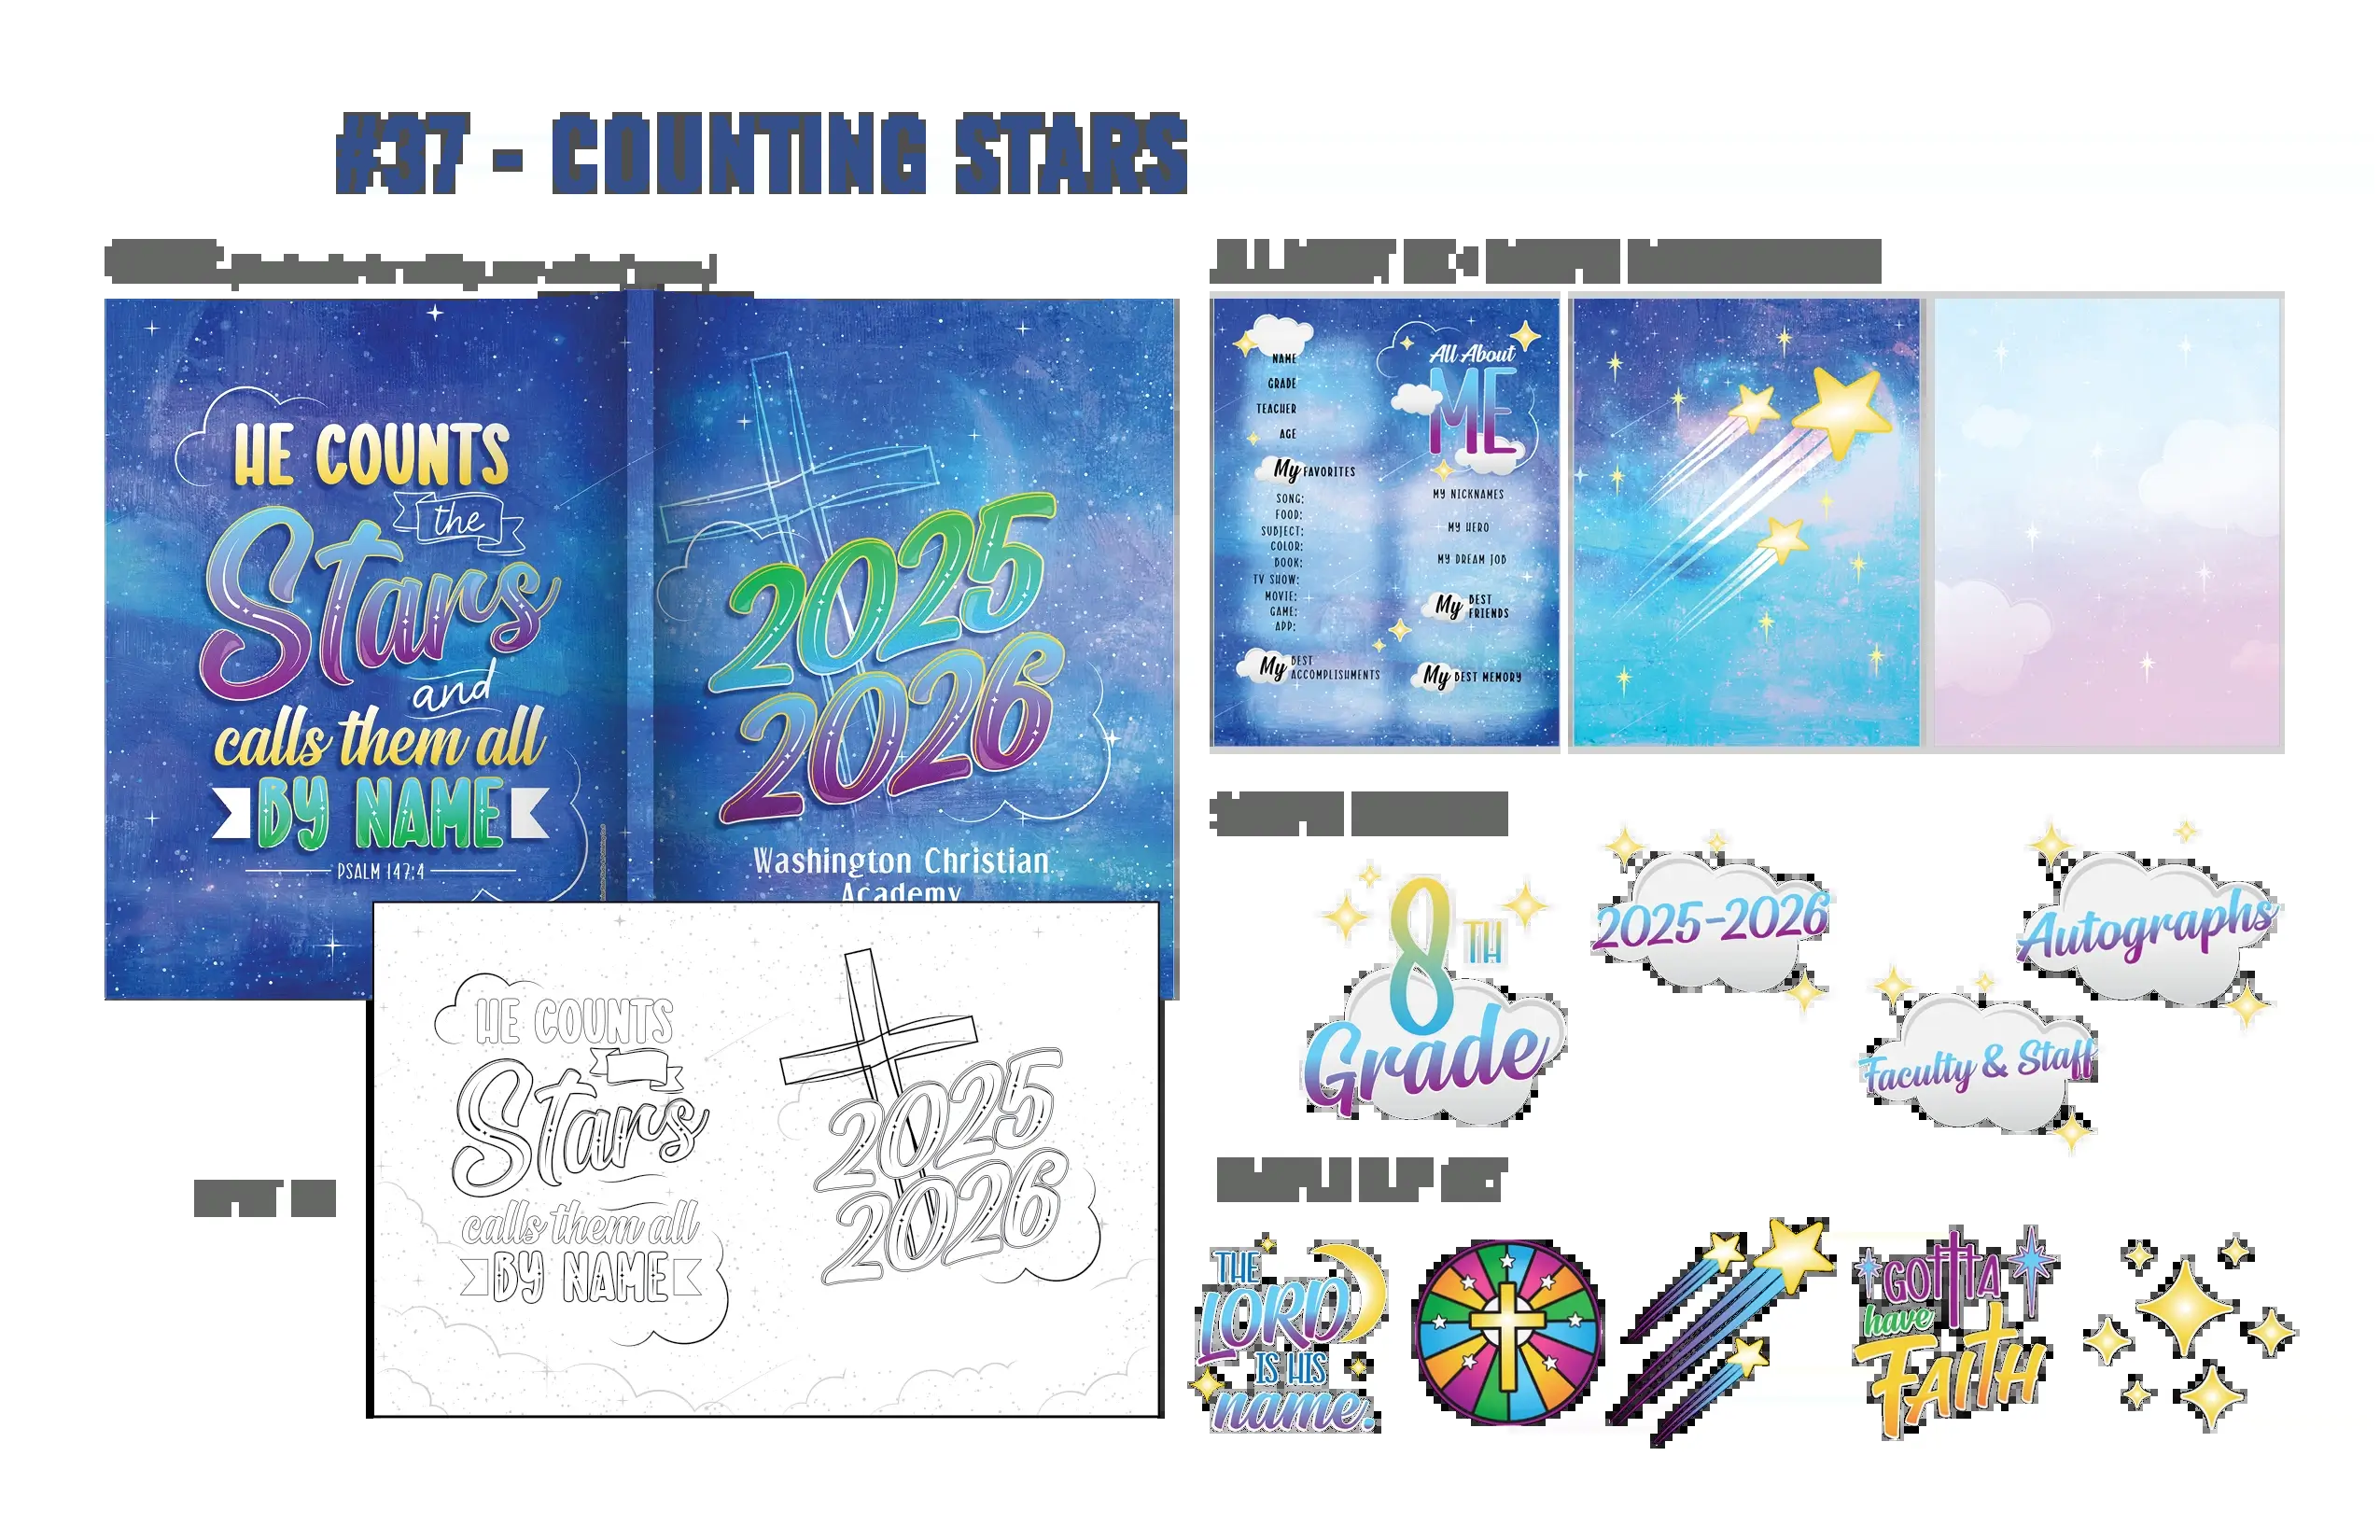 #37 - COUNTING STARS
HE COUNTS
the
Stars
and
calls them all
BY NAME
PSALM 147:4
2025
2026
Washington Christian
Academy
NAME
GRADE
TEACHER
AGE
My FAVORITES
SONG:
FOOD:
SUBJECT:
COLOR:
BOOK:
TV SHOW:
MOVIE:
GAME:
APP:
My BEST
ACCOMPLISHMENTS
All About
ME
MY NICKNAMES
MY HERO
MY DREAM JOB
My BEST
FRIENDS
My BEST MEMORY
8TH
Grade
2025-2026
Autographs
Faculty & Staff
HE COUNTS
Stars
calls them all
BY NAME
2025
2026
THE
LORD
IS HIS
name.
GOTTA
have
FAITH